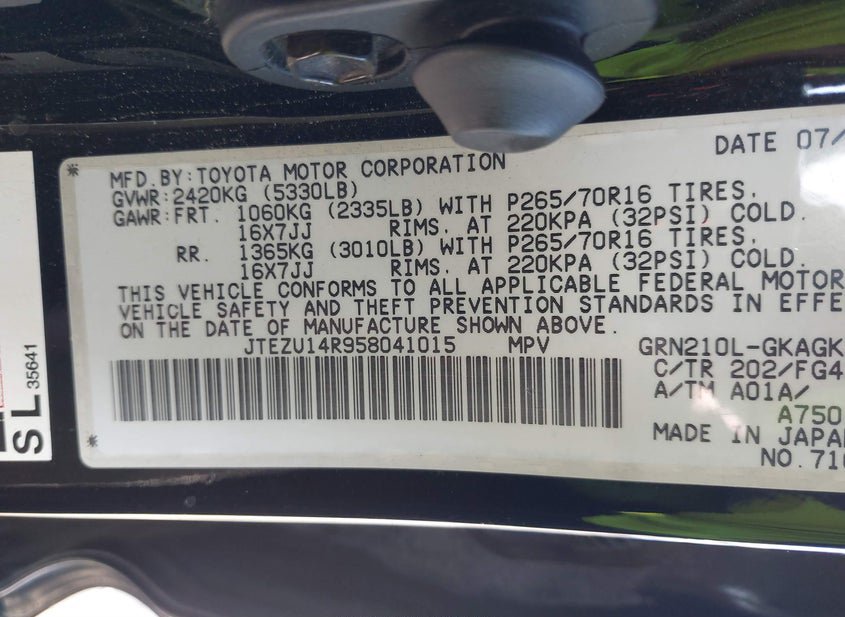 DATE 07/
MFD.BY:TOYOTA MOTOR CORPORATION
GVWR:2420KG (5330LB)
GAWR:FRT. 1060KG (2335LB) WITH P265/70R16 TIRES.
16X7JJ RIMS. AT 220KPA (32PSI) COLD.
RR. 1365KG (3010LB) WITH P265/70R16 TIRES.
16X7JJ RIMS. AT 220KPA (32PSI) COLD.
THIS VEHICLE CONFORMS TO ALL APPLICABLE FEDERAL MOTOR
VEHICLE SAFETY AND THEFT PREVENTION STANDARDS IN EFFE
ON THE DATE OF MANUFACTURE SHOWN ABOVE.
JTEZU14R958041015 MPV GRN210L-GKAGK
C/TR 202/FG4
A/TM A01A/
A750
MADE IN JAPA
NO.710
SL 35641